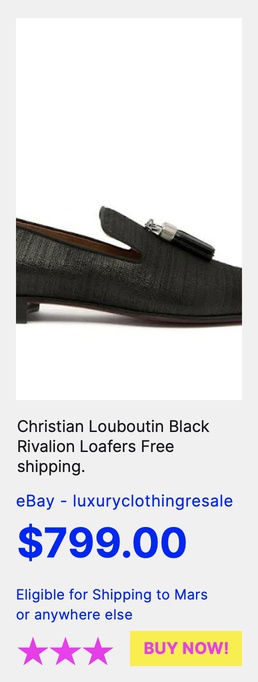 Christian Louboutin Black
Rivalion Loafers Free
shipping.
eBay - luxuryclothingresale
$799.00
Eligible for Shipping to Mars
or anywhere else
BUY NOW!